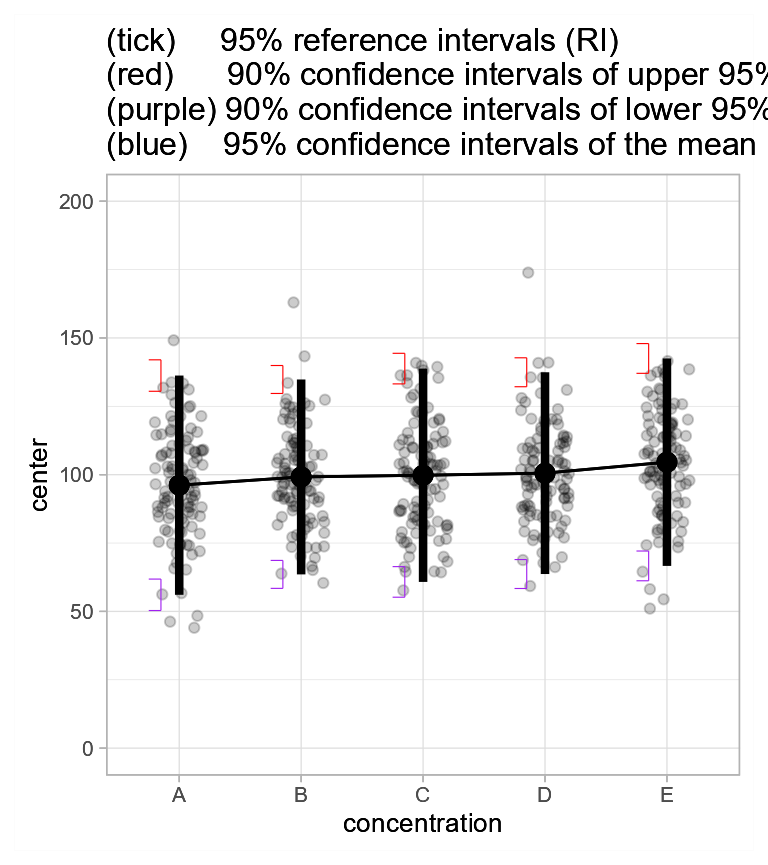 (tick) 95% reference intervals (RI)
(red) 90% confidence intervals of upper 95%
(purple) 90% confidence intervals of lower 95%
(blue) 95% confidence intervals of the mean
200
150
100
50
0
center
A B C D E
concentration